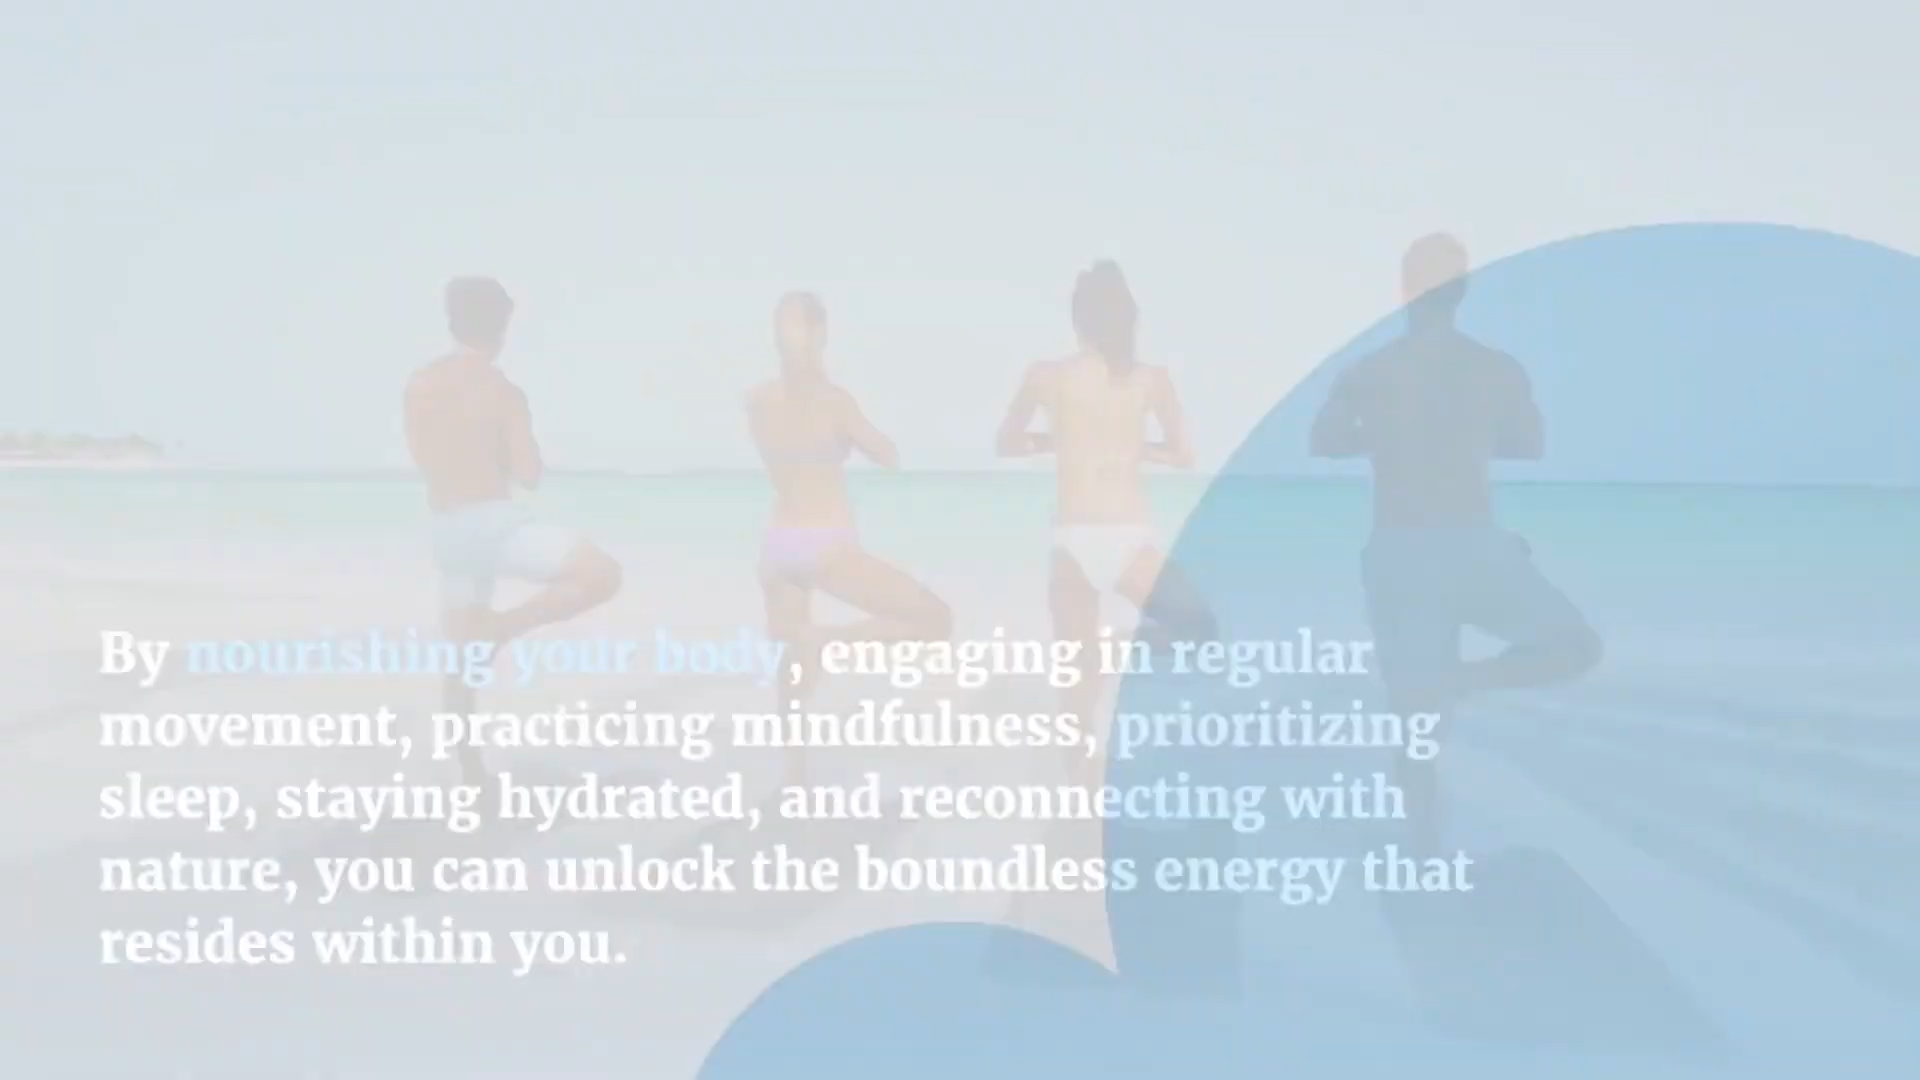 By nourishing your body, engaging in regular
movement, practicing mindfulness, prioritizing
sleep, staying hydrated, and reconnecting with
nature, you can unlock the boundless energy that
resides within you.